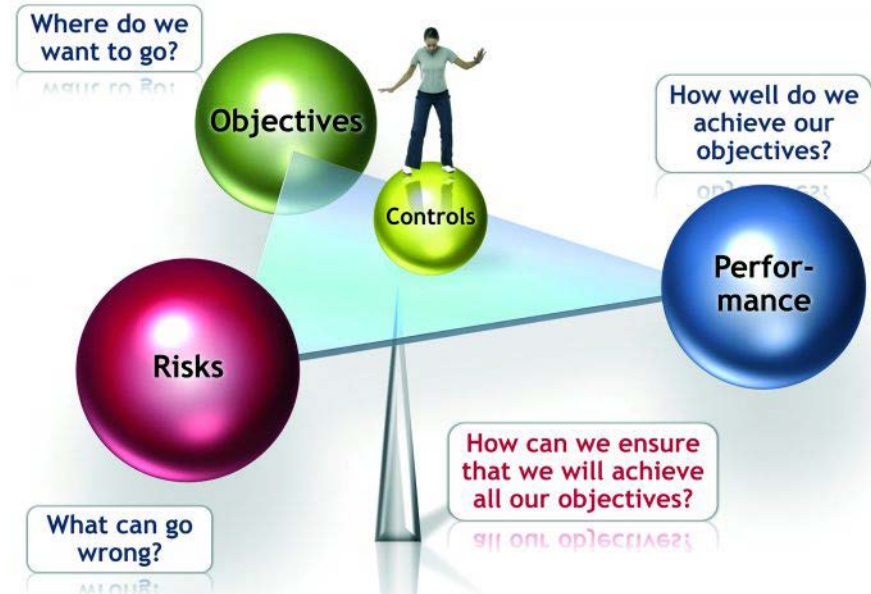 Where do we
want to go?
Objectives
Controls
How well do we
achieve our
objectives?
Perfor-
mance
Risks
How can we ensure
that we will achieve
all our objectives?
What can go
wrong?